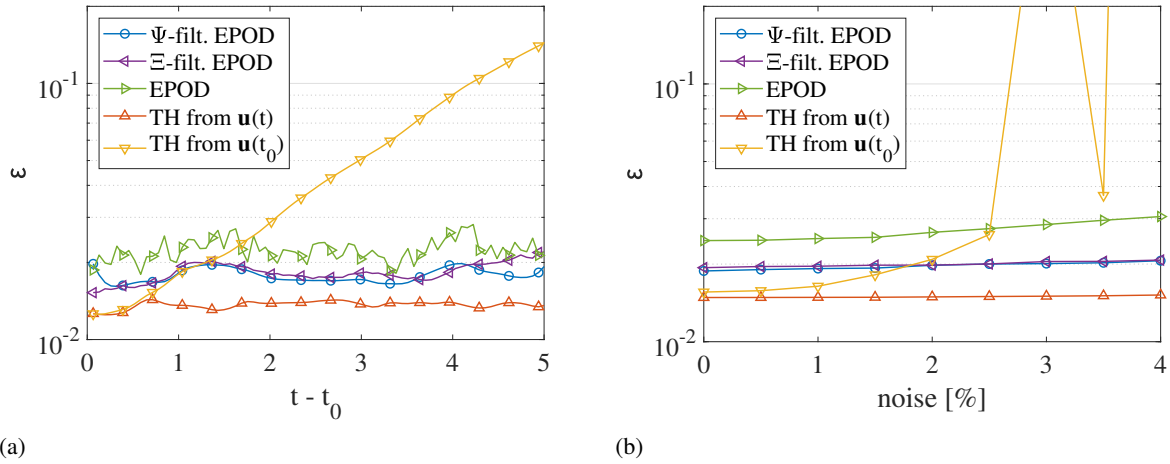 Ψ-filt. EPOD
Ξ-filt. EPOD
EPOD
TH from u(t)
TH from u(t₀)
10⁻¹
ε
10⁻²
0 1 2 3 4 5
t - t₀
(a)
Ψ-filt. EPOD
Ξ-filt. EPOD
EPOD
TH from u(t)
TH from u(t₀)
10⁻¹
ε
10⁻²
0 1 2 3 4
noise [%]
(b)